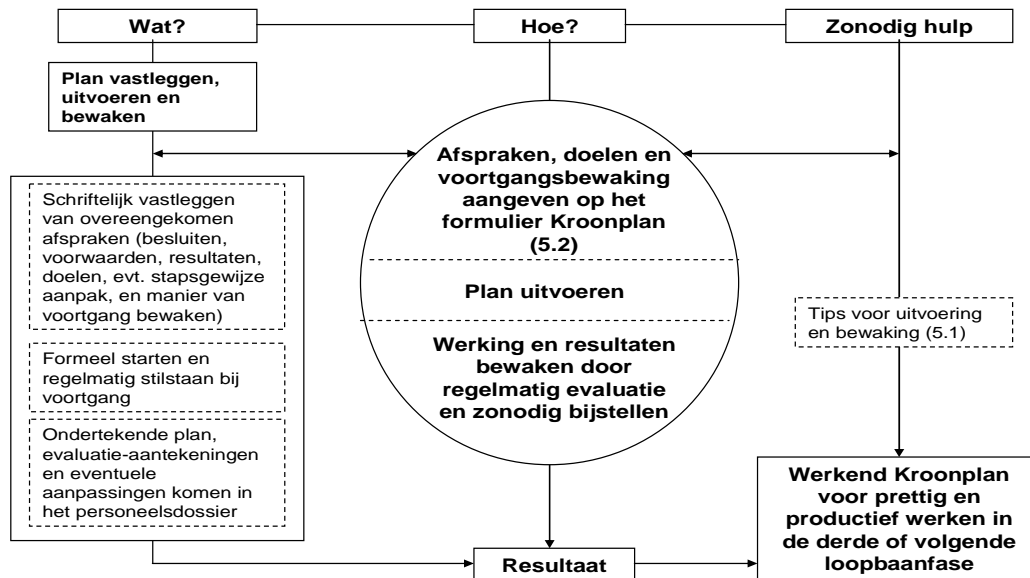 Wat?
Hoe?
Zonodig hulp
Plan vastleggen,
uitvoeren en
bewaken
Schriftelijk vastleggen
van overeengekomen
afspraken (besluiten,
voorwaarden, resultaten,
doelen, evt. stapsgewijze
aanpak, en manier van
voortgang bewaken)
Formeel starten en
regelmatig stilstaan bij
voortgang
Ondertekende plan,
evaluatie-aantekeningen
en eventuele
aanpassingen komen in
het personeelsdossier
Afspraken, doelen en
voortgangsbewaking
aangeven op het
formulier Kroonplan
(5.2)
Plan uitvoeren
Werking en resultaten
bewaken door
regelmatig evaluatie
en zonodig bijstellen
Tips voor uitvoering
en bewaking (5.1)
Resultaat
Werkend Kroonplan
voor prettig en
productief werken in
de derde of volgende
loopbaanfase